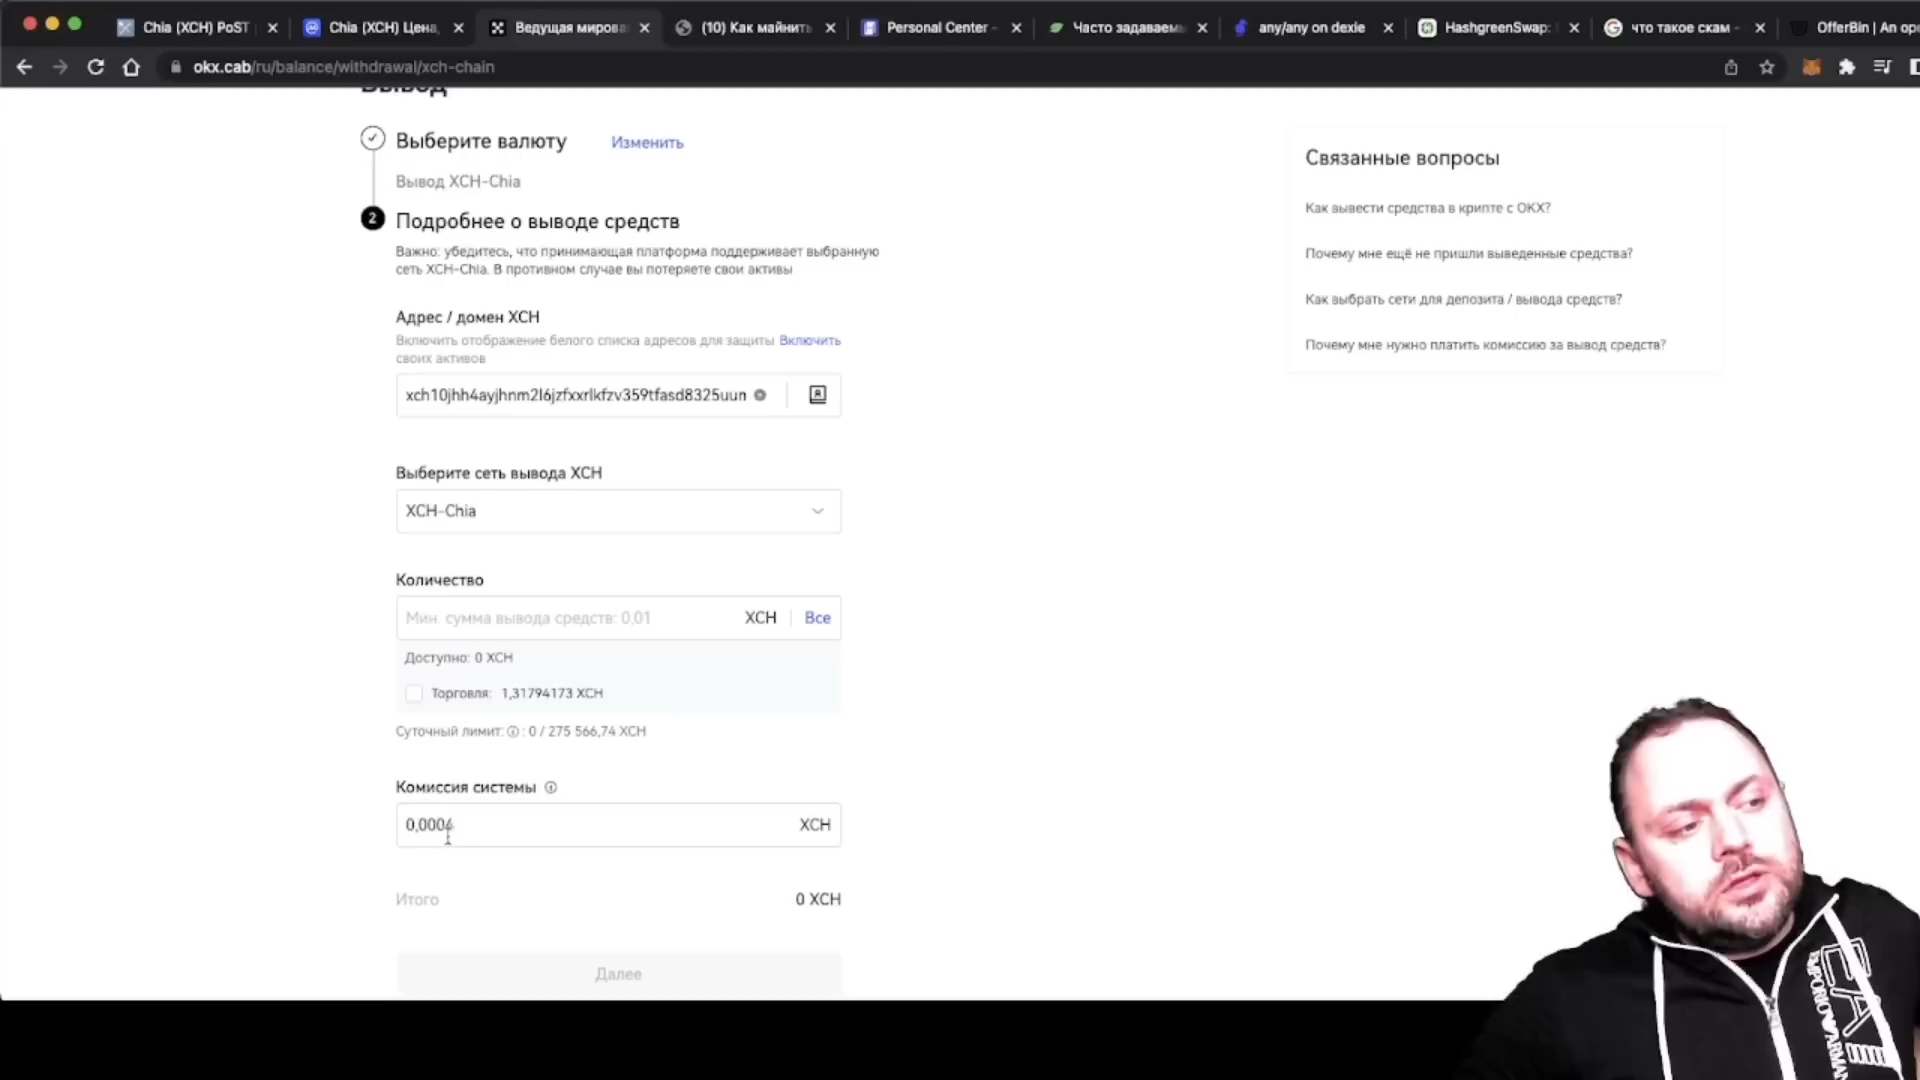 Chia (XCH) PoST
Chia (XCH) Цена,
Ведущая мирова
(10) Как майнить
Personal Center -
Часто задаваем
any/any on dexie
HashgreenSwap:
что такое скам -
OfferBin | An ope
okx.cab/ru/balance/withdrawal/xch-chain
Вывод
Выберите валюту
Изменить
Вывод XCH-Chia
2
Подробнее о выводе средств
Важно: убедитесь, что принимающая платформа поддерживает выбранную
сеть XCH-Chia. В противном случае вы потеряете свои активы
Адрес / домен XCH
Включить отображение белого списка адресов для защиты Включить
своих активов
xch10jhh4ayjhnm2l6jzfxxrlkfzv359tfasd8325uun
Выберите сеть вывода XCH
XCH-Chia
Количество
Мин. сумма вывода средств: 0,01
XCH
Все
Доступно: 0 XCH
Торговля: 1,31794173 XCH
Суточный лимит: : 0 / 275 566,74 XCH
Комиссия системы
0,0004
XCH
Итого
0 XCH
Далее
Связанные вопросы
Как вывести средства в крипте с OKX?
Почему мне ещё не пришли выведенные средства?
Как выбрать сети для депозита / вывода средств?
Почему мне нужно платить комиссию за вывод средств?